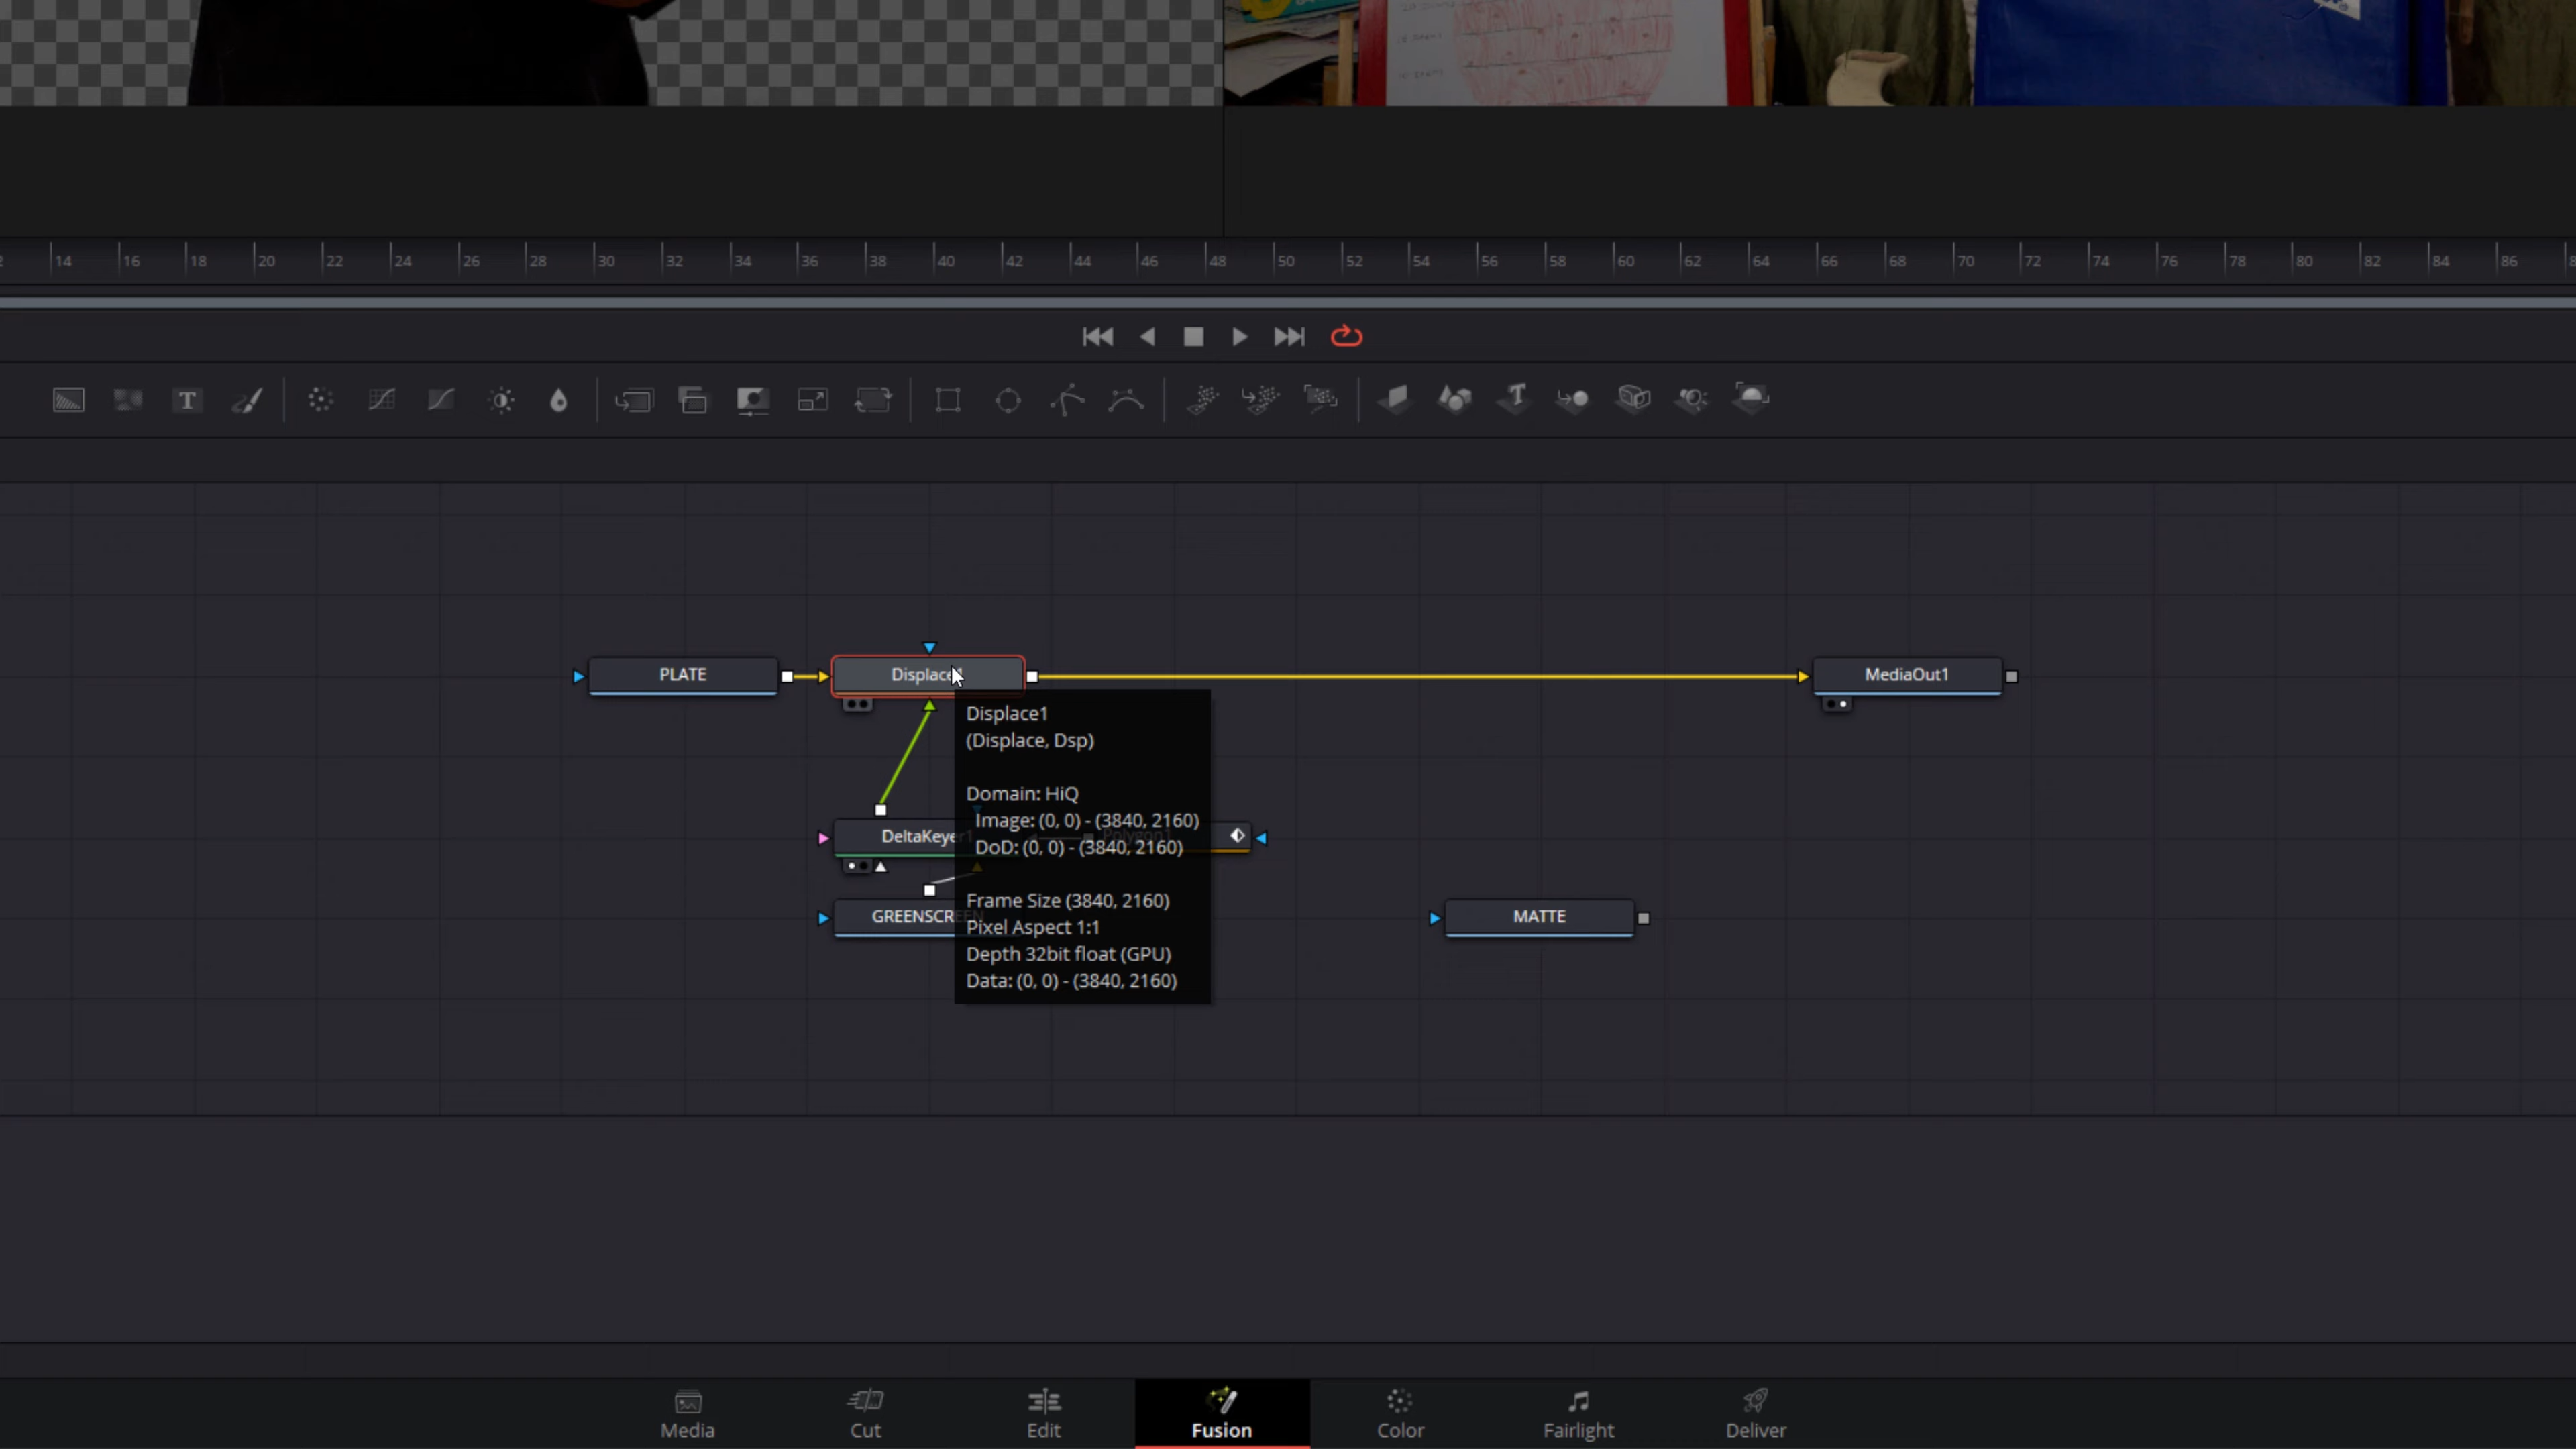 14 16 18 20 22 24 26 28 30 32 34 36 38 40 42 44 46 48 50 52 54 56 58 60 62 64 66 68 70 72 74 76 78 80 82 84 86
T
PLATE
Displace1
MediaOut1
Displace1
(Displace, Dsp)
Domain: HiQ
Image: (0, 0) - (3840, 2160)
DoD: (0, 0) - (3840, 2160)
DeltaKeyer1
Polygon1
Frame Size (3840, 2160)
GREENSCREEN
MATTE
Pixel Aspect 1:1
Depth 32bit float (GPU)
Data: (0, 0) - (3840, 2160)
Media Cut Edit Fusion Color Fairlight Deliver